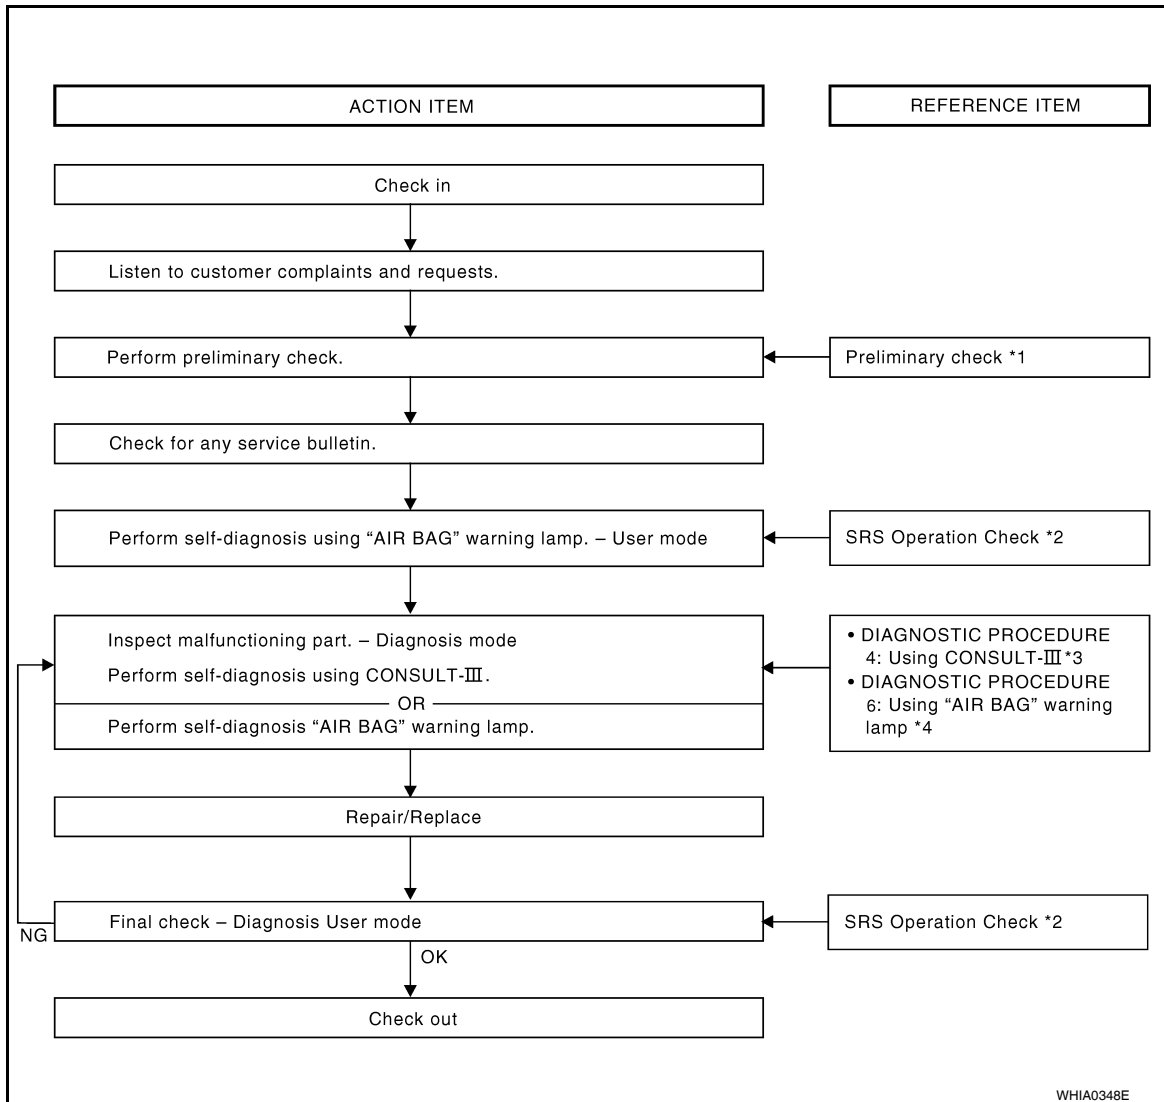 ACTION ITEM
REFERENCE ITEM
Check in
Listen to customer complaints and requests.
Perform preliminary check.
Preliminary check *1
Check for any service bulletin.
Perform self-diagnosis using “AIR BAG” warning lamp. – User mode
SRS Operation Check *2
Inspect malfunctioning part. – Diagnosis mode
Perform self-diagnosis using CONSULT-III.
OR
Perform self-diagnosis “AIR BAG” warning lamp.
• DIAGNOSTIC PROCEDURE
4: Using CONSULT-III *3
• DIAGNOSTIC PROCEDURE
6: Using “AIR BAG” warning
lamp *4
Repair/Replace
Final check – Diagnosis User mode
SRS Operation Check *2
NG
OK
Check out
WHIA0348E